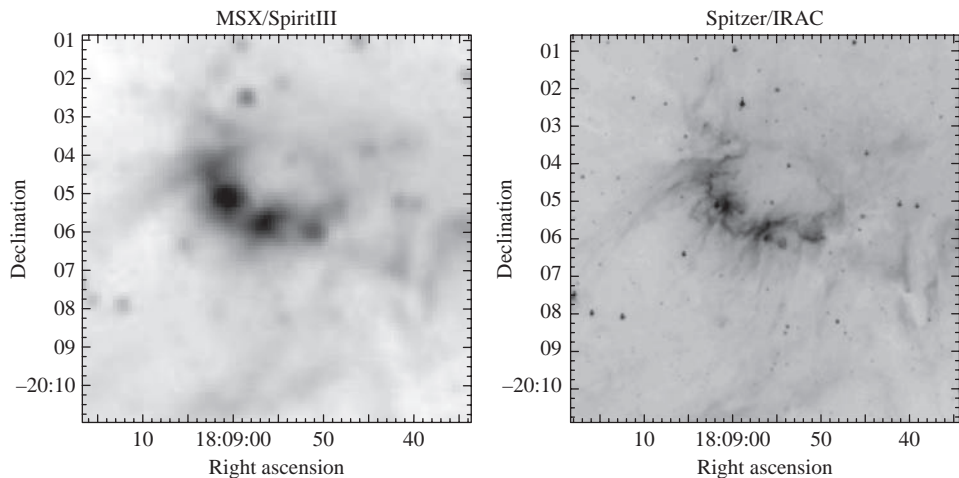 MSX/SpiritIII
01
02
03
04
05
06
07
08
09
–20:10
Declination
10 18:09:00 50 40
Right ascension
Spitzer/IRAC
01
02
03
04
05
06
07
08
09
–20:10
Declination
10 18:09:00 50 40
Right ascension